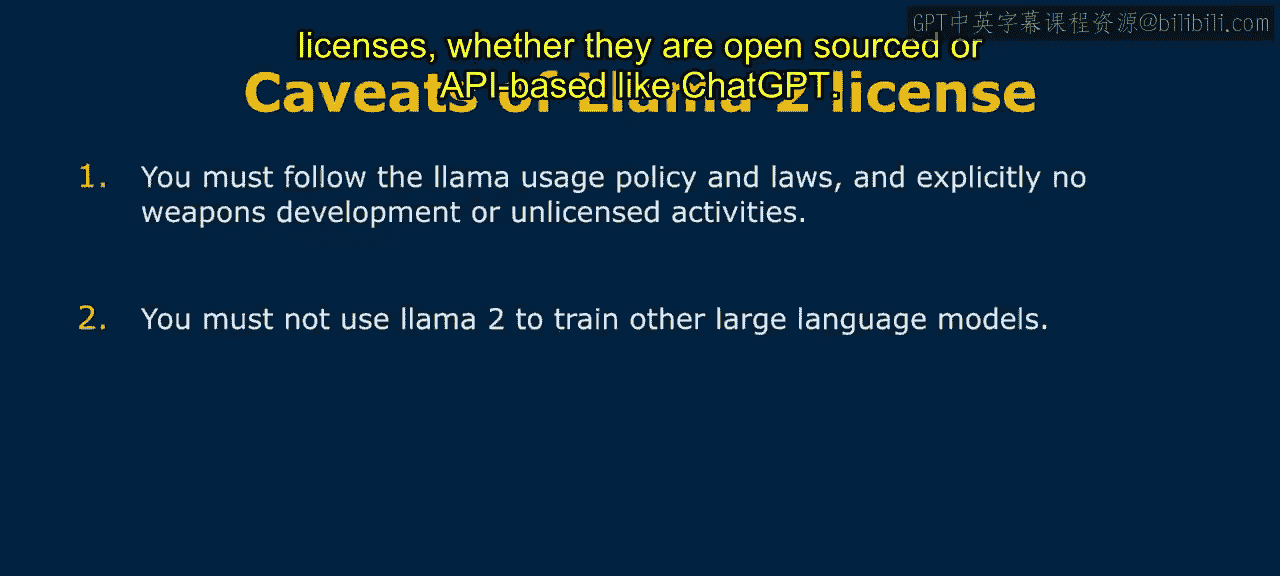 GPT中英字幕课程资源@bilibili.com
licenses, whether they are open sourced or
API-based like ChatGPT.
Caveats of Llama 2 license
1. You must follow the llama usage policy and laws, and explicitly no
weapons development or unlicensed activities.
2. You must not use llama 2 to train other large language models.